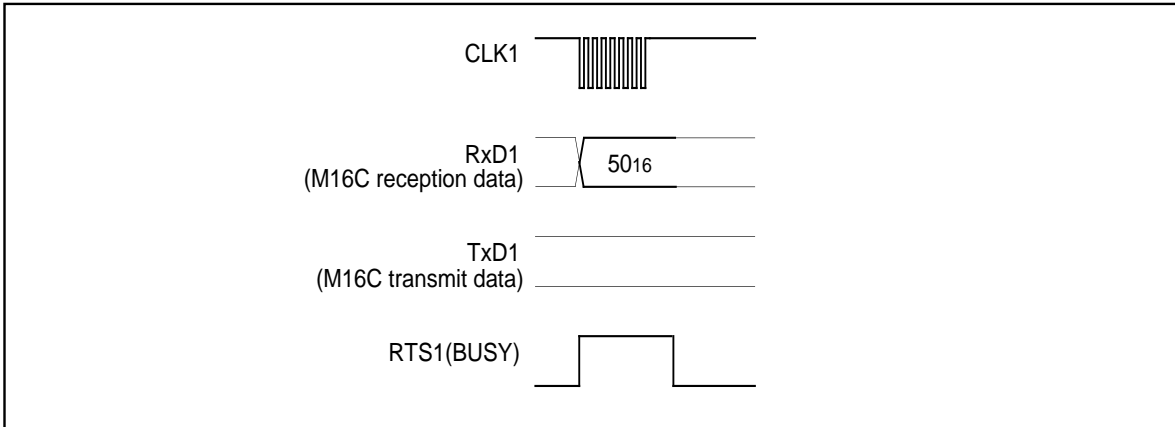 CLK1
RxD1
(M16C reception data)
5016
TxD1
(M16C transmit data)
RTS1(BUSY)